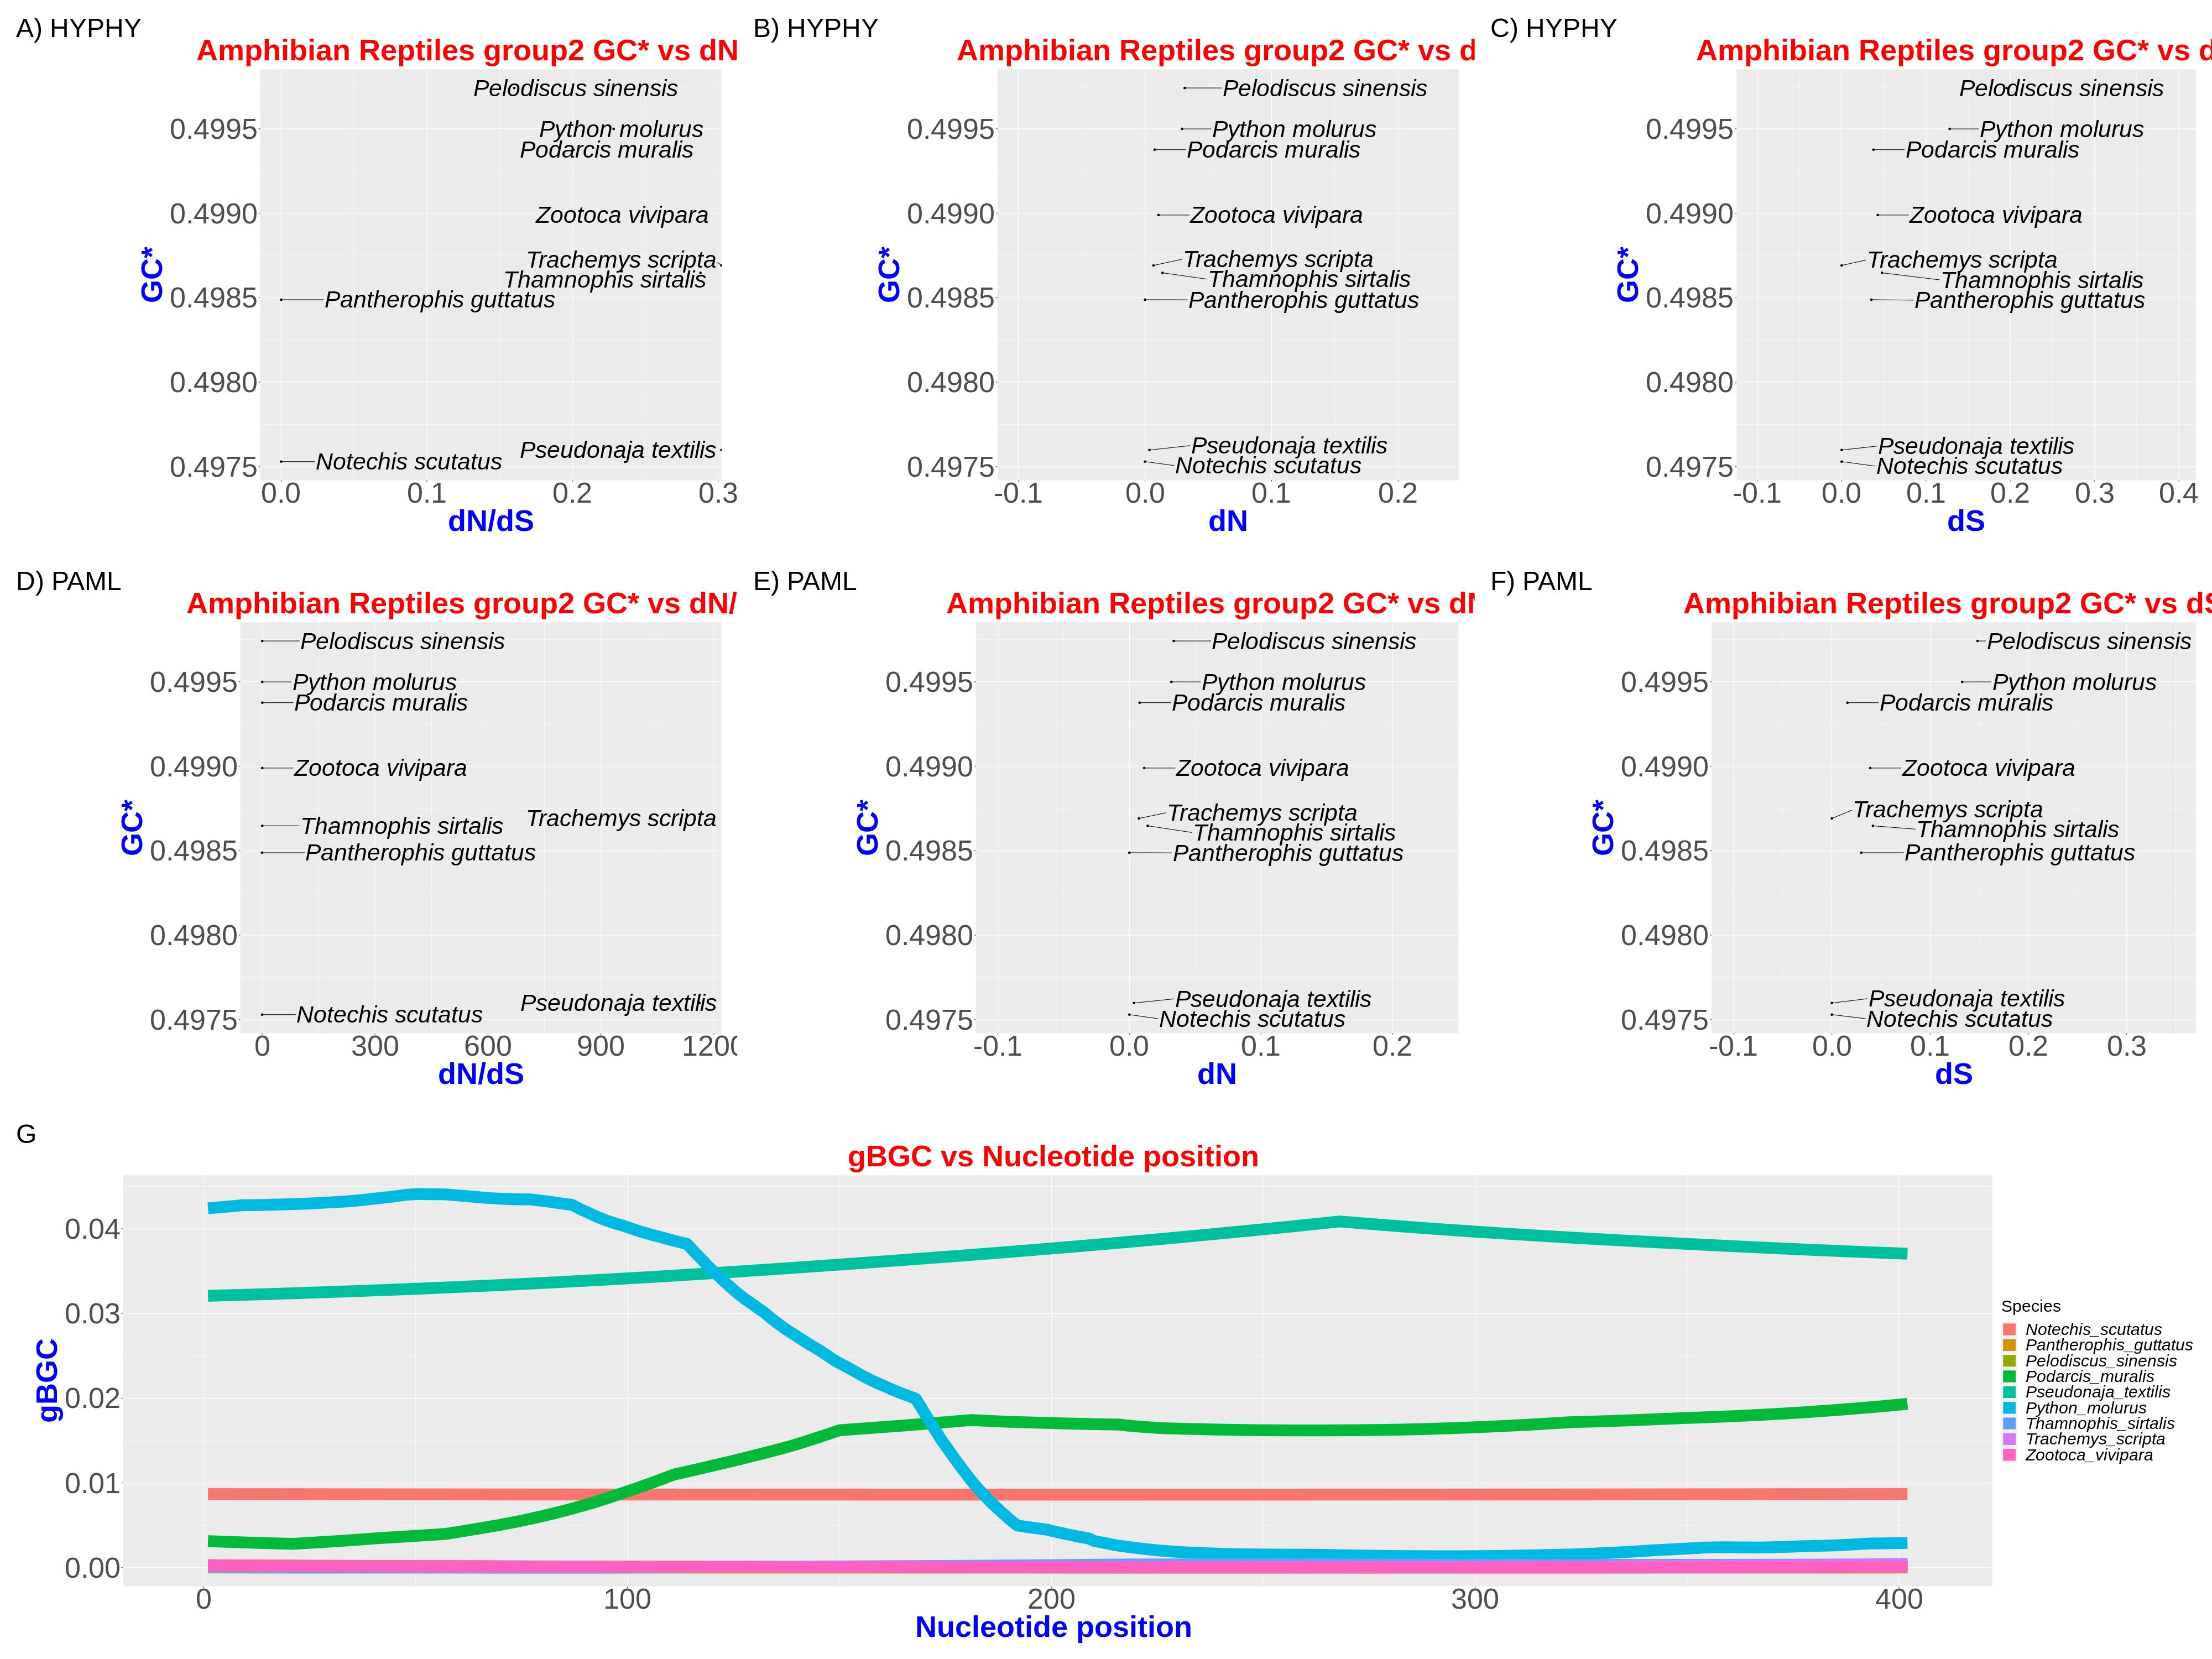 A) HYPHY
Amphibian Reptiles group2 GC* vs dN
Pelodiscus sinensis
0.4995
Python molurus
Podarcis muralis
0.4990
Zootoca vivipara
Trachemys scripta
Thamnophis sirtalis
0.4985
Pantherophis guttatus
0.4980
Pseudonaja textilis
0.4975
Notechis scutatus
GC*
0.0 0.1 0.2 0.3
dN/dS
B) HYPHY
Amphibian Reptiles group2 GC* vs d
Pelodiscus sinensis
0.4995
Python molurus
Podarcis muralis
0.4990
Zootoca vivipara
Trachemys scripta
Thamnophis sirtalis
0.4985
Pantherophis guttatus
0.4980
Pseudonaja textilis
0.4975
Notechis scutatus
GC*
-0.1 0.0 0.1 0.2
dN
C) HYPHY
Amphibian Reptiles group2 GC* vs d
Pelodiscus sinensis
0.4995
Python molurus
Podarcis muralis
0.4990
Zootoca vivipara
Trachemys scripta
Thamnophis sirtalis
0.4985
Pantherophis guttatus
0.4980
Pseudonaja textilis
0.4975
Notechis scutatus
GC*
-0.1 0.0 0.1 0.2 0.3 0.4
dS
D) PAML
Amphibian Reptiles group2 GC* vs dN/
Pelodiscus sinensis
0.4995
Python molurus
Podarcis muralis
0.4990
Zootoca vivipara
Trachemys scripta
Thamnophis sirtalis
0.4985
Pantherophis guttatus
0.4980
Pseudonaja textilis
0.4975
Notechis scutatus
GC*
0 300 600 900 1200
dN/dS
E) PAML
Amphibian Reptiles group2 GC* vs dN
Pelodiscus sinensis
0.4995
Python molurus
Podarcis muralis
0.4990
Zootoca vivipara
Trachemys scripta
Thamnophis sirtalis
0.4985
Pantherophis guttatus
0.4980
Pseudonaja textilis
0.4975
Notechis scutatus
GC*
-0.1 0.0 0.1 0.2
dN
F) PAML
Amphibian Reptiles group2 GC* vs dS
Pelodiscus sinensis
0.4995
Python molurus
Podarcis muralis
0.4990
Zootoca vivipara
Trachemys scripta
Thamnophis sirtalis
0.4985
Pantherophis guttatus
0.4980
Pseudonaja textilis
0.4975
Notechis scutatus
GC*
-0.1 0.0 0.1 0.2 0.3
dS
G
gBGC vs Nucleotide position
0.04
0.03
0.02
0.01
0.00
gBGC
0 100 200 300 400
Nucleotide position
Species
Notechis_scutatus
Pantherophis_guttatus
Pelodiscus_sinensis
Podarcis_muralis
Pseudonaja_textilis
Python_molurus
Thamnophis_sirtalis
Trachemys_scripta
Zootoca_vivipara